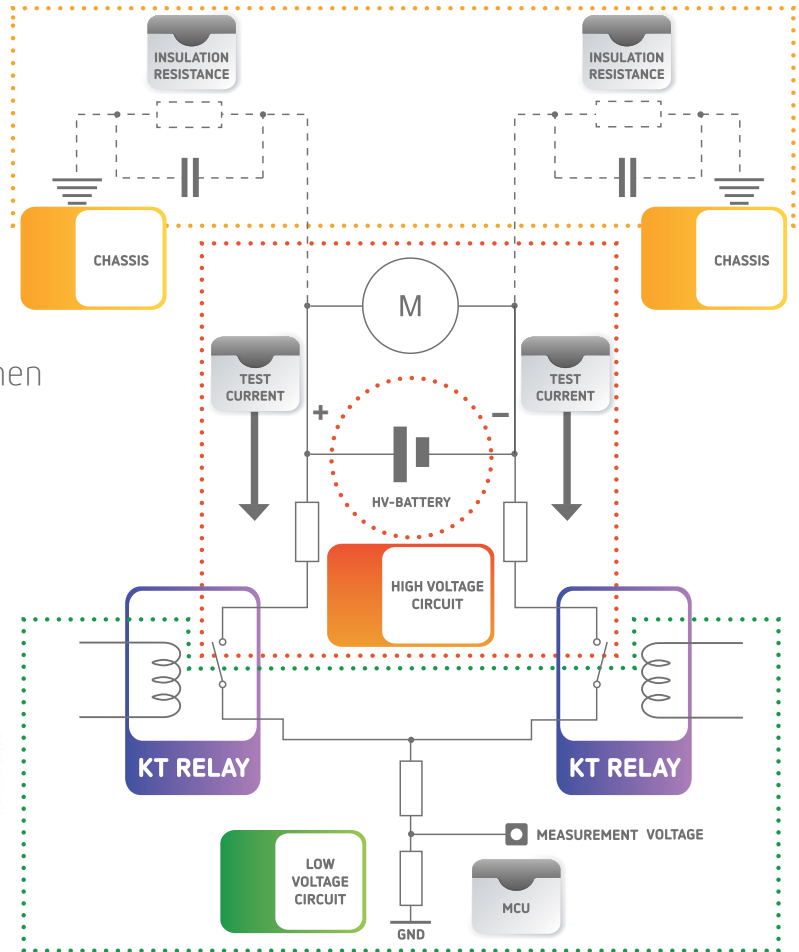 INSULATION
RESISTANCE
INSULATION
RESISTANCE
CHASSIS
CHASSIS
M
TEST
CURRENT
TEST
CURRENT
+
−
HV-BATTERY
HIGH VOLTAGE
CIRCUIT
KT RELAY
KT RELAY
MEASUREMENT VOLTAGE
LOW
VOLTAGE
CIRCUIT
MCU
GND